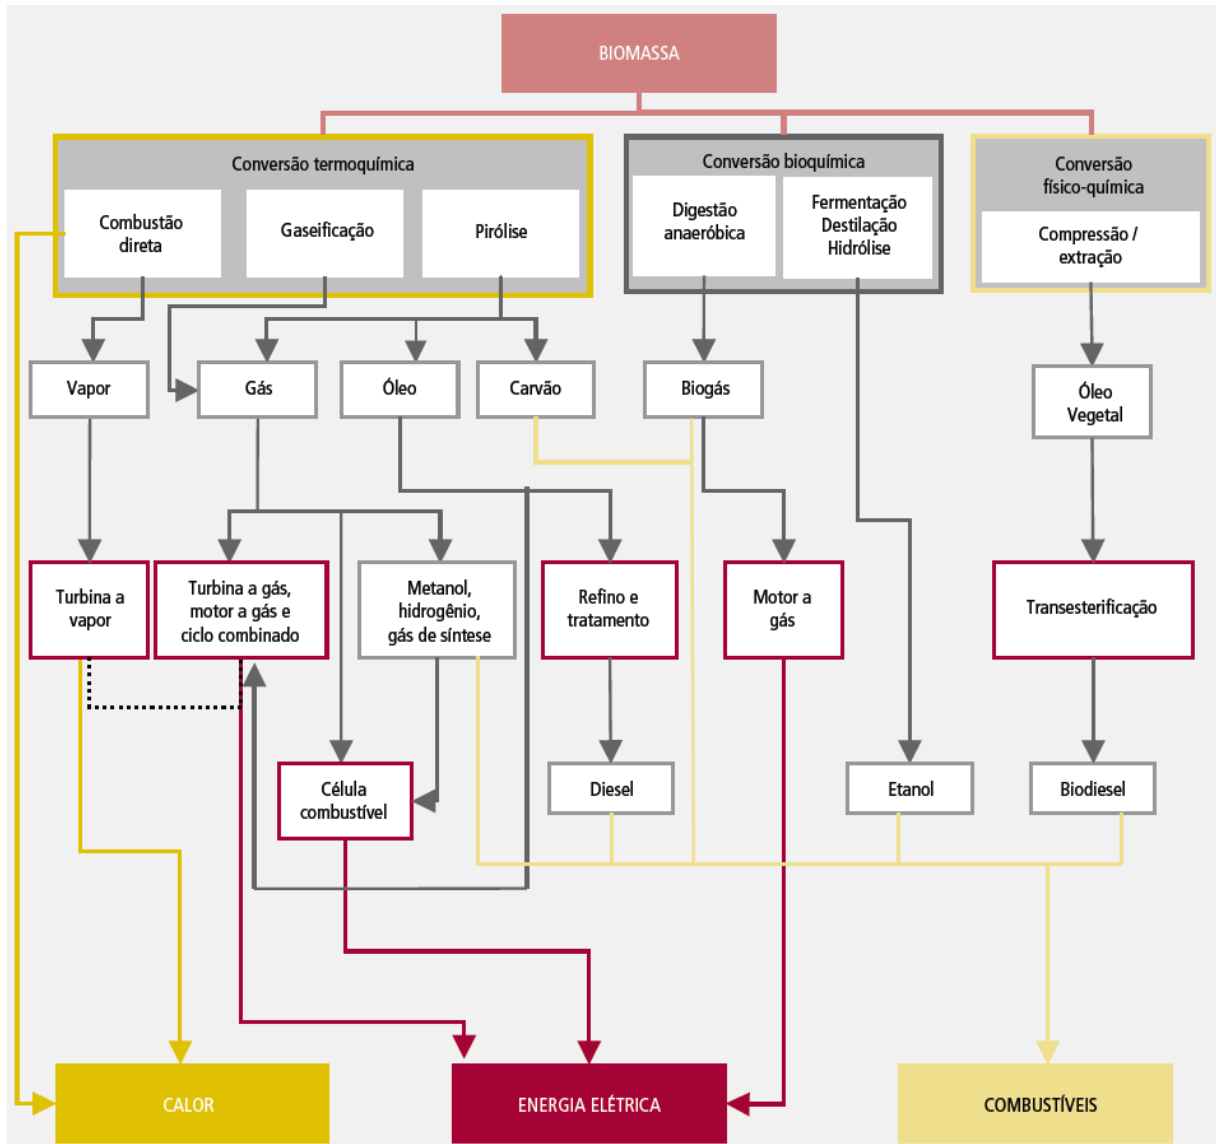 BIOMASSA
Conversão termoquímica
Combustão
direta
Gaseificação
Pirólise
Conversão bioquímica
Digestão
anaeróbica
Fermentação
Destilação
Hidrólise
Conversão
físico-química
Compressão /
extração
Vapor
Gás
Óleo
Carvão
Biogás
Óleo
Vegetal
Turbina a
vapor
Turbina a gás,
motor a gás e
ciclo combinado
Metanol,
hidrogênio,
gás de síntese
Refino e
tratamento
Motor a
gás
Transesterificação
Célula
combustível
Diesel
Etanol
Biodiesel
CALOR
ENERGIA ELÉTRICA
COMBUSTÍVEIS